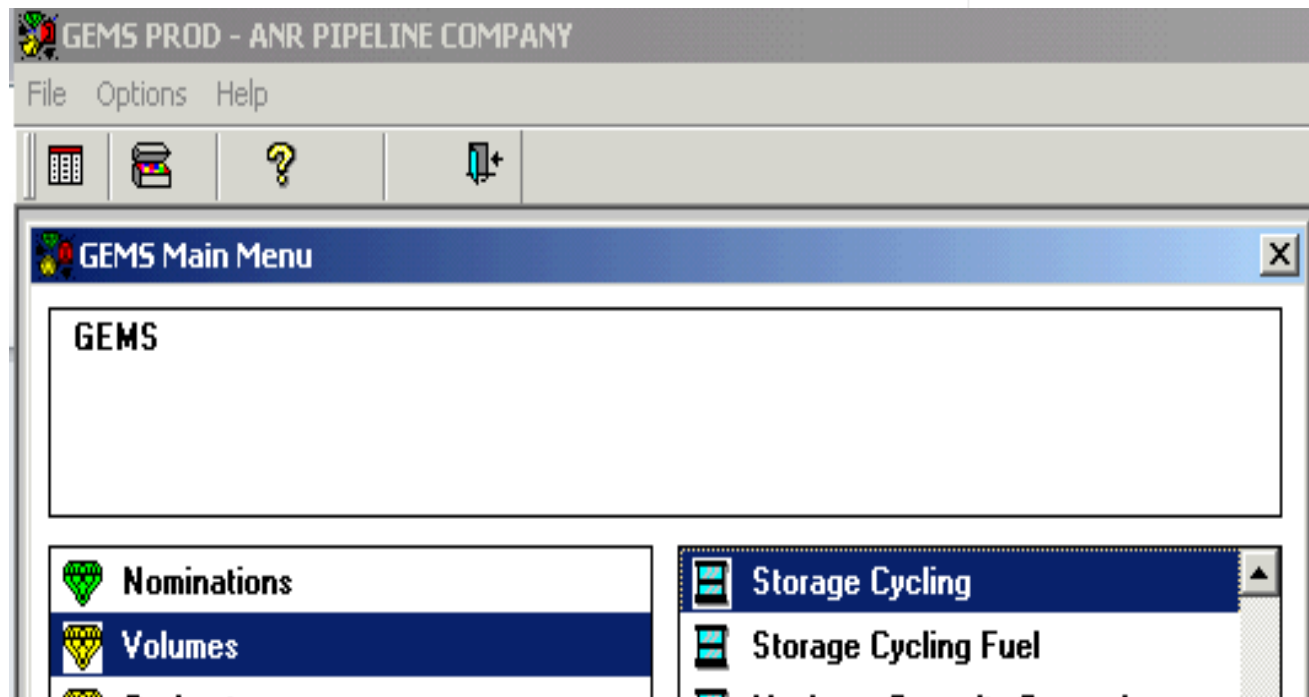 GEMS PROD - ANR PIPELINE COMPANY
File Options Help
GEMS Main Menu
GEMS
Nominations
Volumes
Storage Cycling
Storage Cycling Fuel